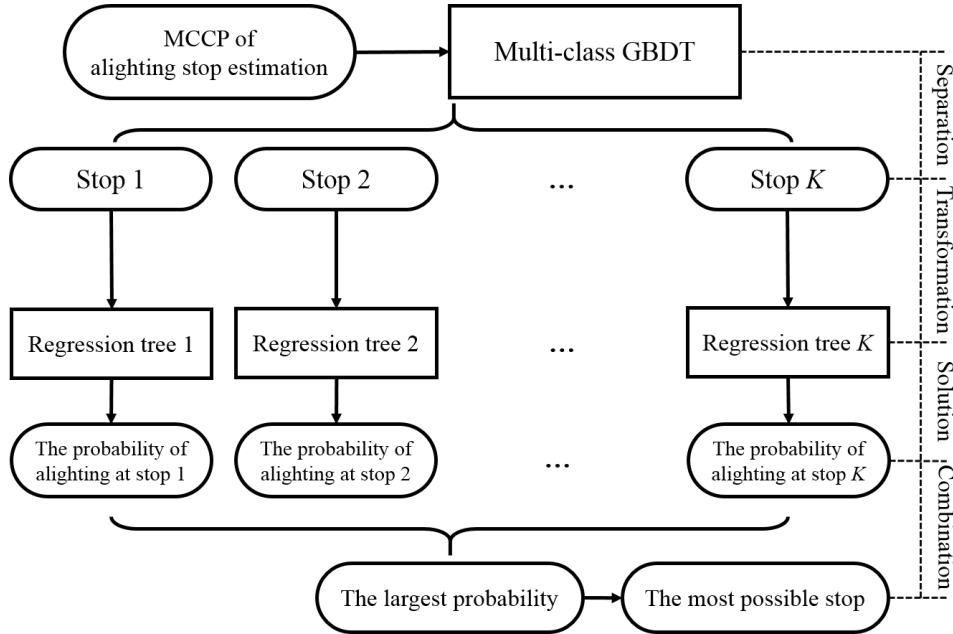 MCCP of
alighting stop estimation
Multi-class GBDT
Separation
Stop 1
Stop 2
...
Stop K
Transformation
Regression tree 1
Regression tree 2
...
Regression tree K
Solution
The probability of
alighting at stop 1
The probability of
alighting at stop 2
...
The probability of
alighting at stop K
Combination
The largest probability
The most possible stop